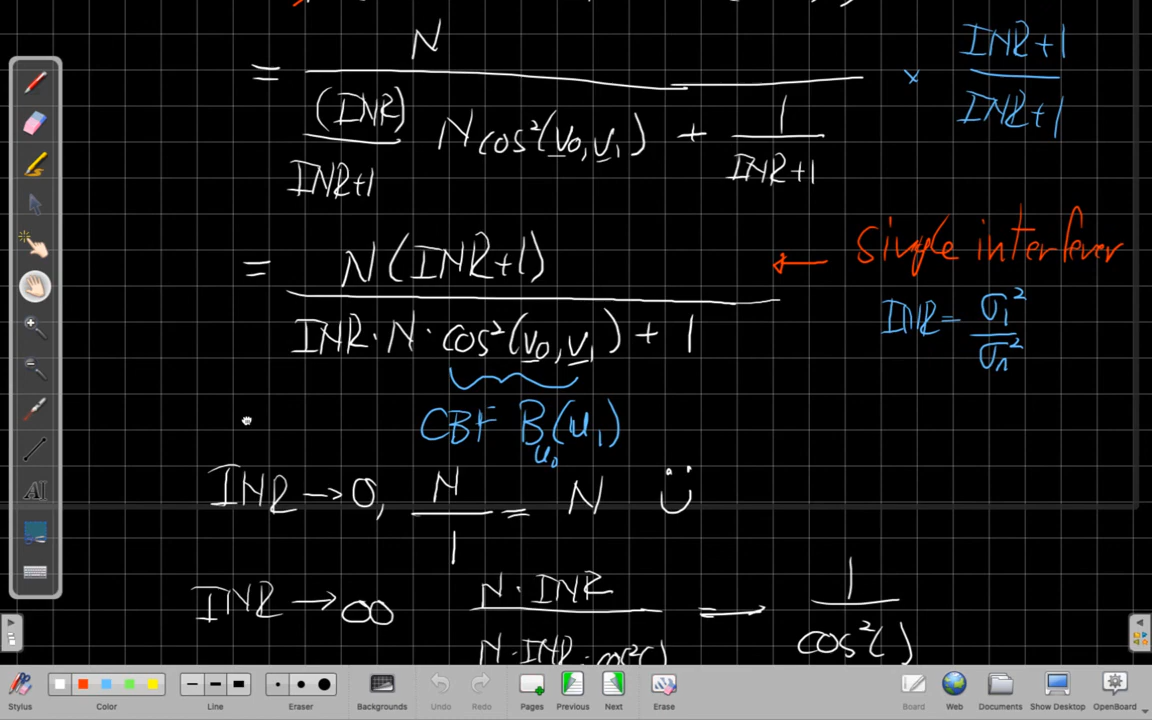 N
= ――――― × (INR+1)/(INR+1)
(INR)/(INR+1) N cos²(v₀, v₁) + 1/(INR+1)
= N(INR+1) ← single interferer
INR·N·cos²(v₀, v₁) + 1
INR = σ₁²/σₙ²
CBF B_u₀(u₁)
INR → 0, N/1 = N
INR → ∞ N·INR/(N·INR·cos²()) ⟹ 1/cos²()
AI
Stylus Color Line Eraser Backgrounds Undo Redo Pages Previous Next Erase Board Web Documents Show Desktop OpenBoard